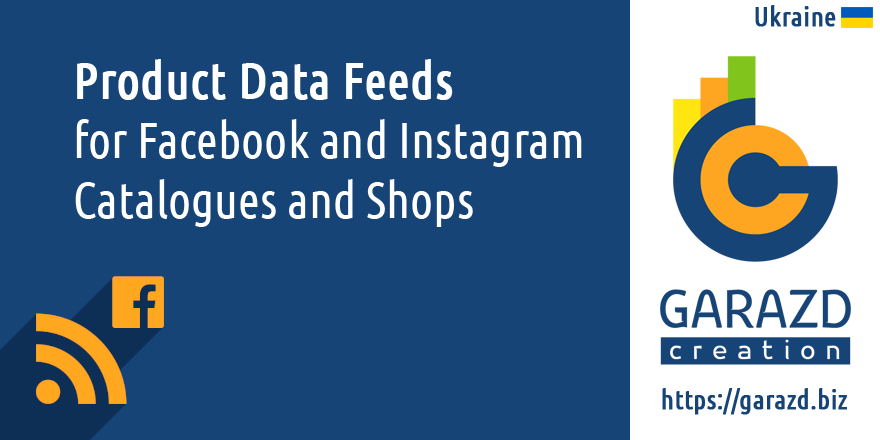 Ukraine
Product Data Feeds
for Facebook and Instagram
Catalogues and Shops
GARAZD
creation
https://garazd.biz